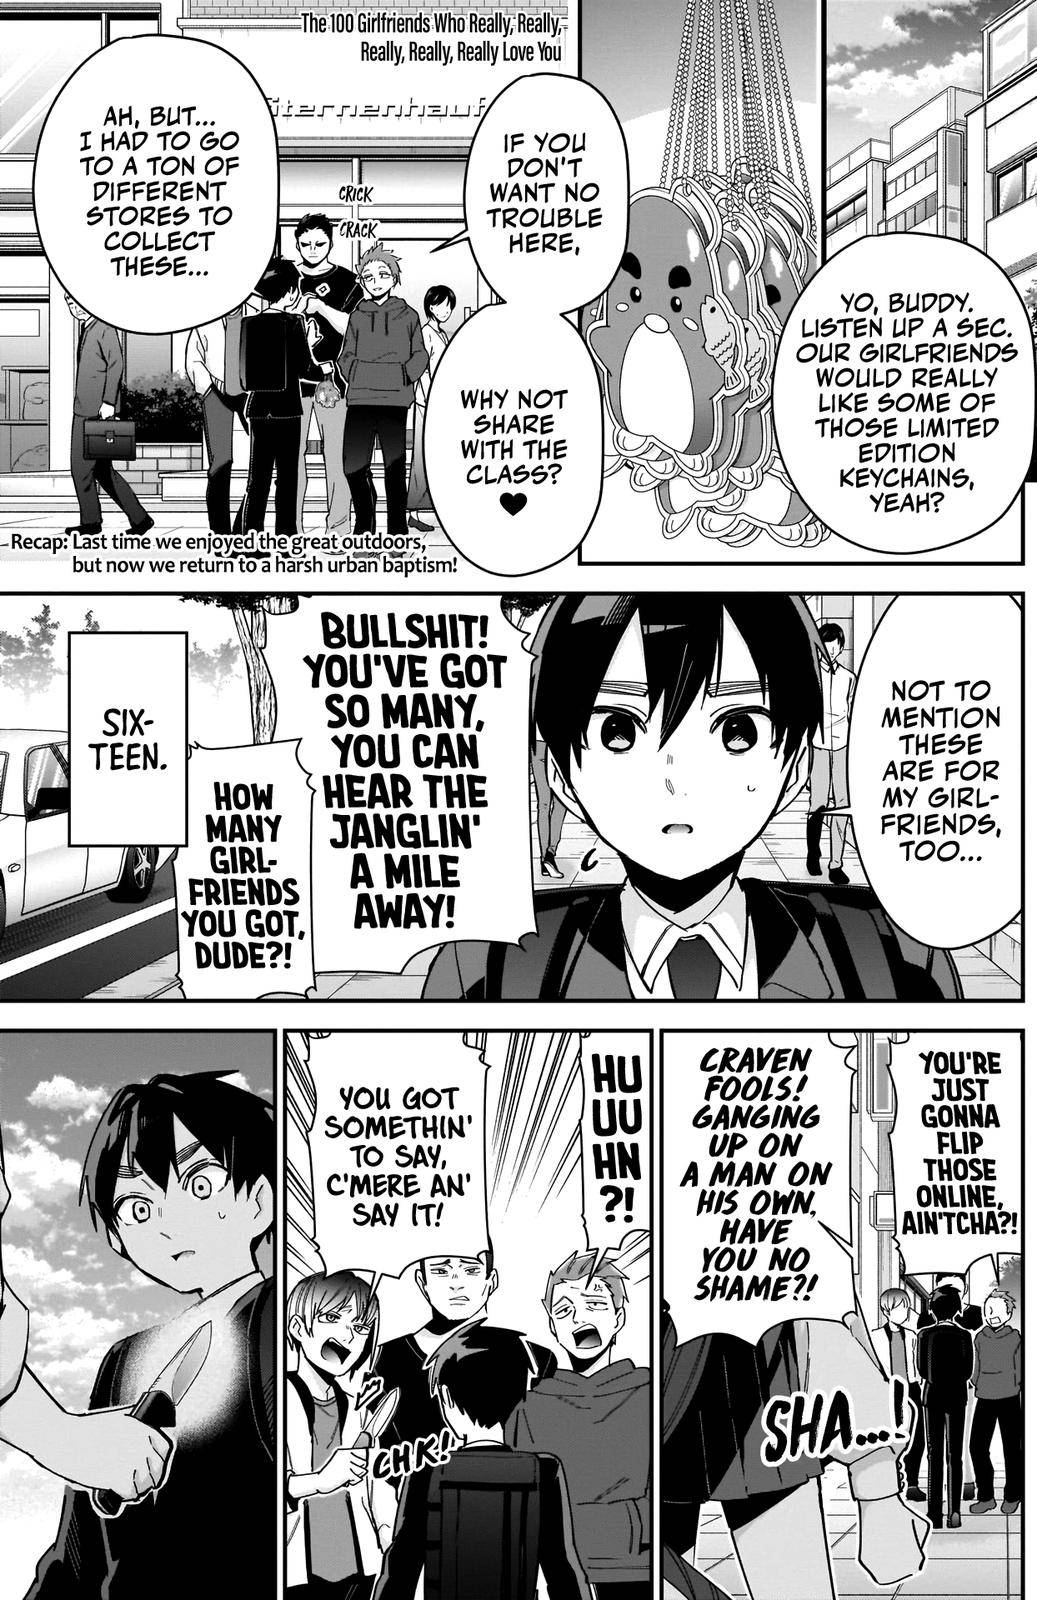 The 100 Girlfriends Who Really, Really,
Really, Really, Really Love You
YO, BUDDY.
LISTEN UP A SEC.
OUR GIRLFRIENDS
WOULD REALLY
LIKE SOME OF
THOSE LIMITED
EDITION
KEYCHAINS,
YEAH?
IF YOU
DON'T
WANT NO
TROUBLE
HERE,
WHY NOT
SHARE
WITH THE
CLASS?
♥
Sternenhauf
CRICK
CRACK
AH, BUT...
I HAD TO GO
TO A TON OF
DIFFERENT
STORES TO
COLLECT
THESE...
Recap: Last time we enjoyed the great outdoors,
but now we return to a harsh urban baptism!
NOT TO
MENTION
THESE
ARE FOR
MY GIRL-
FRIENDS,
TOO...
BULLSHIT!
YOU'VE GOT
SO MANY,
YOU CAN
HEAR THE
JANGLIN'
A MILE
AWAY!
HOW
MANY
GIRL-
FRIENDS
YOU GOT,
DUDE?!
SIX-
TEEN.
YOU'RE
JUST
GONNA
FLIP
THOSE
ONLINE,
AIN'TCHA?!
CRAVEN
FOOLS!
GANGING
UP ON
A MAN ON
HIS OWN,
HAVE
YOU NO
SHAME?!
SHA...!
HU
UU
HN
?!
YOU GOT
SOMETHIN'
TO SAY,
C'MERE AN'
SAY IT!
CHK!